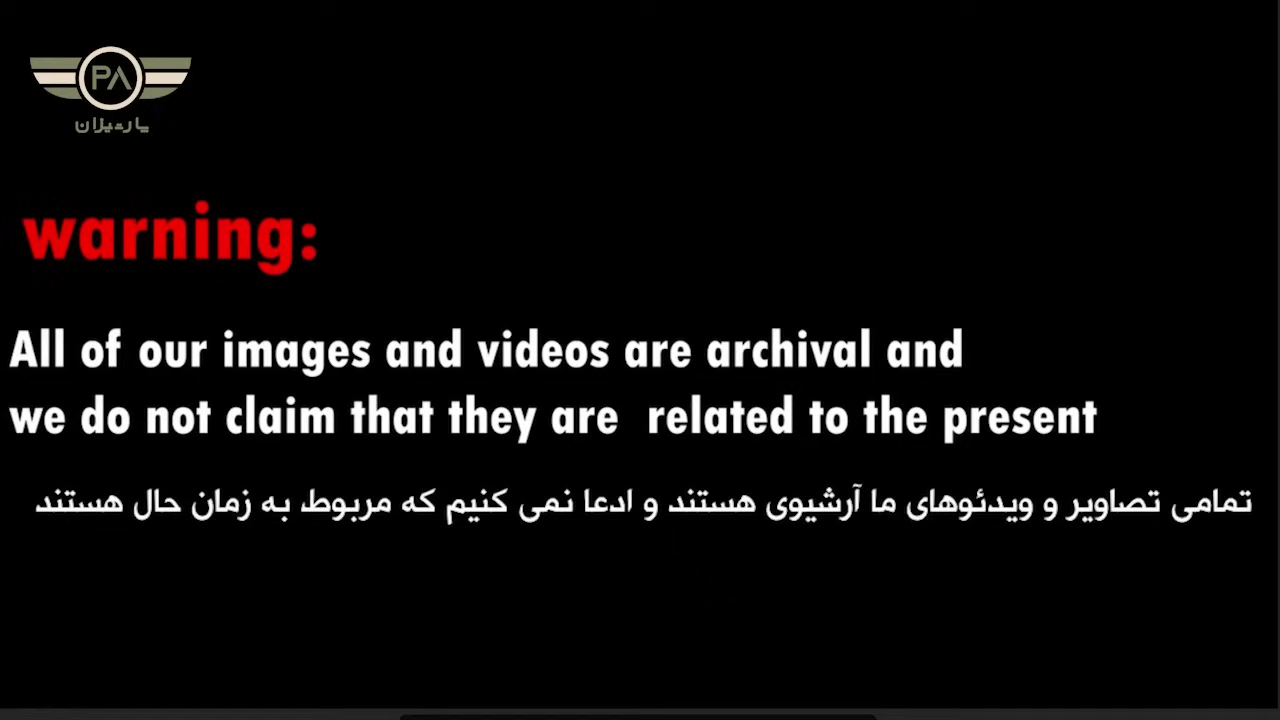 PA
warning:
All of our images and videos are archival and
we do not claim that they are related to the present
تمامی تصاویر و ویدئوهای ما آرشیوی هستند و ادعا نمی کنیم که مربوط به زمان حال هستند